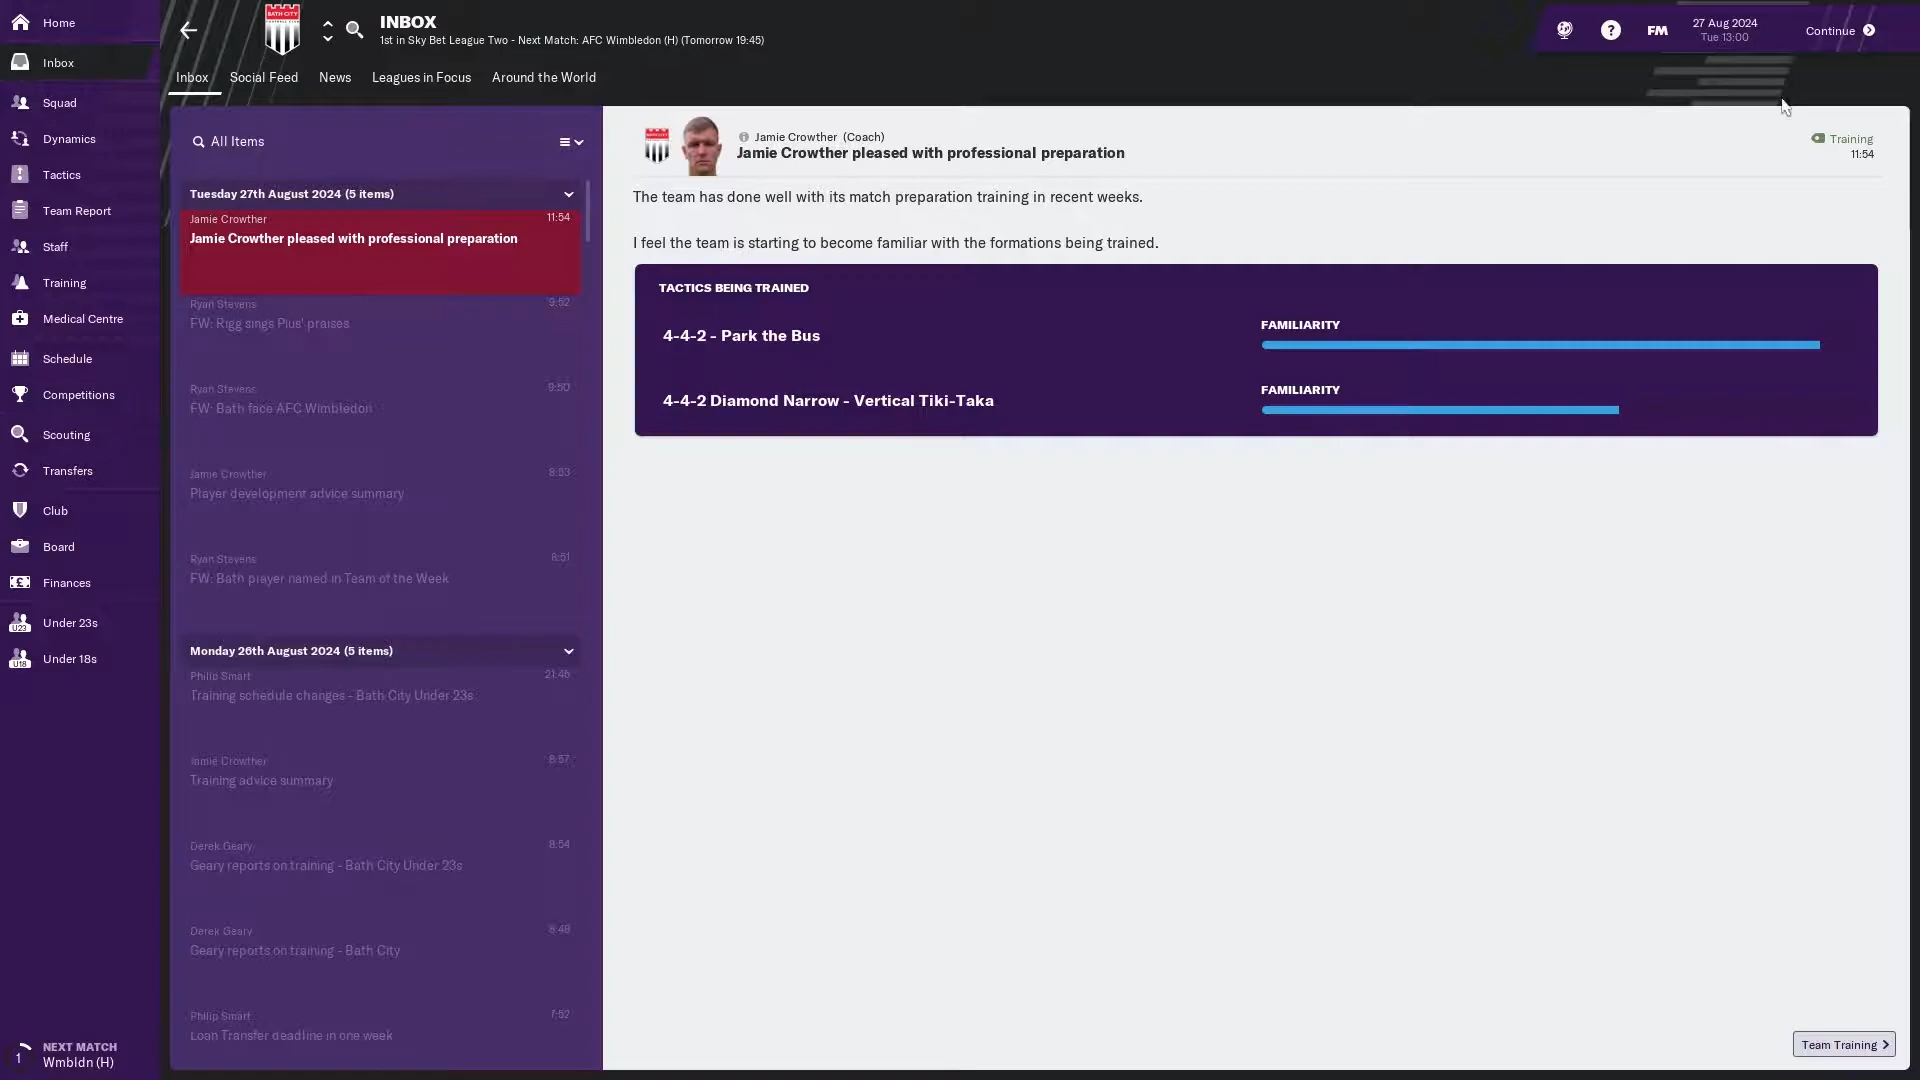 Home
Inbox
Squad
Dynamics
Tactics
Team Report
Staff
Training
Medical Centre
Schedule
Competitions
Scouting
Transfers
Club
Board
Finances
U23
Under 23s
U18
Under 18s
1
NEXT MATCH
Wmbldn (H)
BATH CITY
INBOX
1st in Sky Bet League Two - Next Match: AFC Wimbledon (H) (Tomorrow 19:45)
?
FM
27 Aug 2024
Tue 13:00
Continue
Inbox
Social Feed
News
Leagues in Focus
Around the World
All Items
Tuesday 27th August 2024 (5 items)
Jamie Crowther
11:54
Jamie Crowther pleased with professional preparation
Ryan Stevens
9:52
FW: Rigg sings Pius' praises
Ryan Stevens
9:50
FW: Bath face AFC Wimbledon
Jamie Crowther
8:53
Player development advice summary
Ryan Stevens
8:51
FW: Bath player named in Team of the Week
Monday 26th August 2024 (5 items)
Philip Smart
21:46
Training schedule changes - Bath City Under 23s
Jamie Crowther
8:57
Training advice summary
Derek Geary
8:54
Geary reports on training - Bath City Under 23s
Derek Geary
8:48
Geary reports on training - Bath City
Philip Smart
7:52
Loan Transfer deadline in one week
BATH CITY
Jamie Crowther (Coach)
Jamie Crowther pleased with professional preparation
Training
11:54
The team has done well with its match preparation training in recent weeks.
I feel the team is starting to become familiar with the formations being trained.
TACTICS BEING TRAINED
4-4-2 - Park the Bus
FAMILIARITY
4-4-2 Diamond Narrow - Vertical Tiki-Taka
FAMILIARITY
Team Training